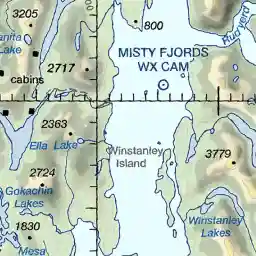 3205
800
Lake
MISTY FJORDS
WX CAM
2717
cabins
2363
Ella Lake
Winstanley
Island
3779
2724
Gokachin
Lakes
Winstanley
Lakes
1830
Mesa